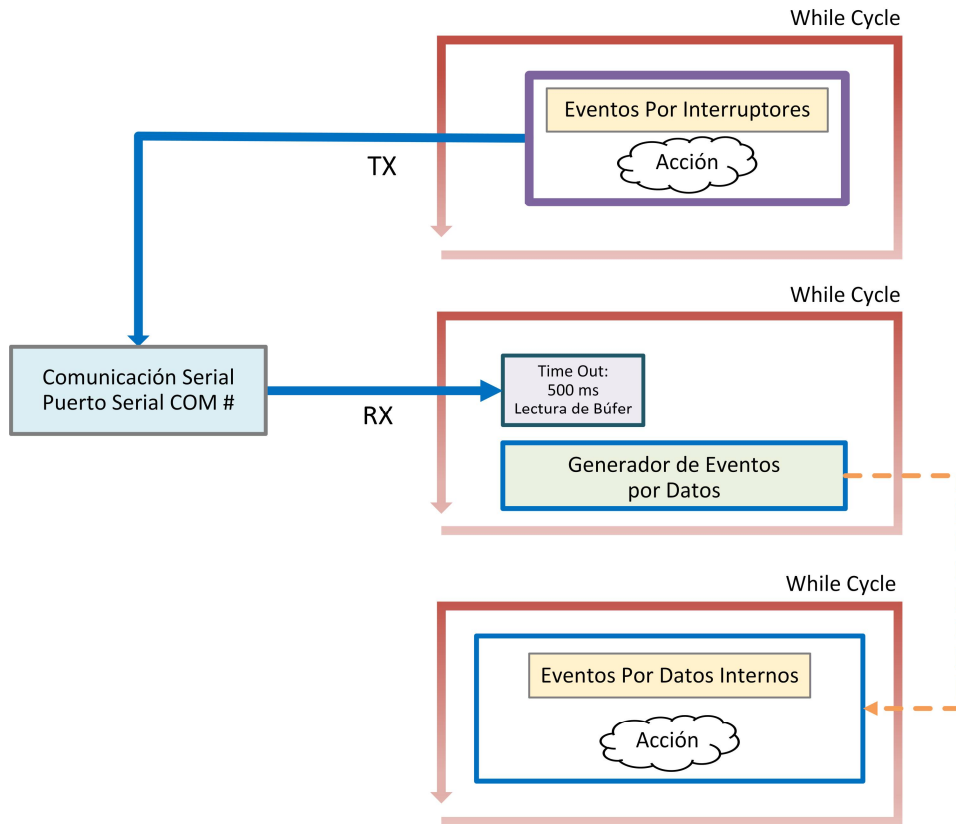 While Cycle
Eventos Por Interruptores
Acción
TX
While Cycle
Comunicación Serial
Puerto Serial COM #
RX
Time Out:
500 ms
Lectura de Búfer
Generador de Eventos
por Datos
While Cycle
Eventos Por Datos Internos
Acción